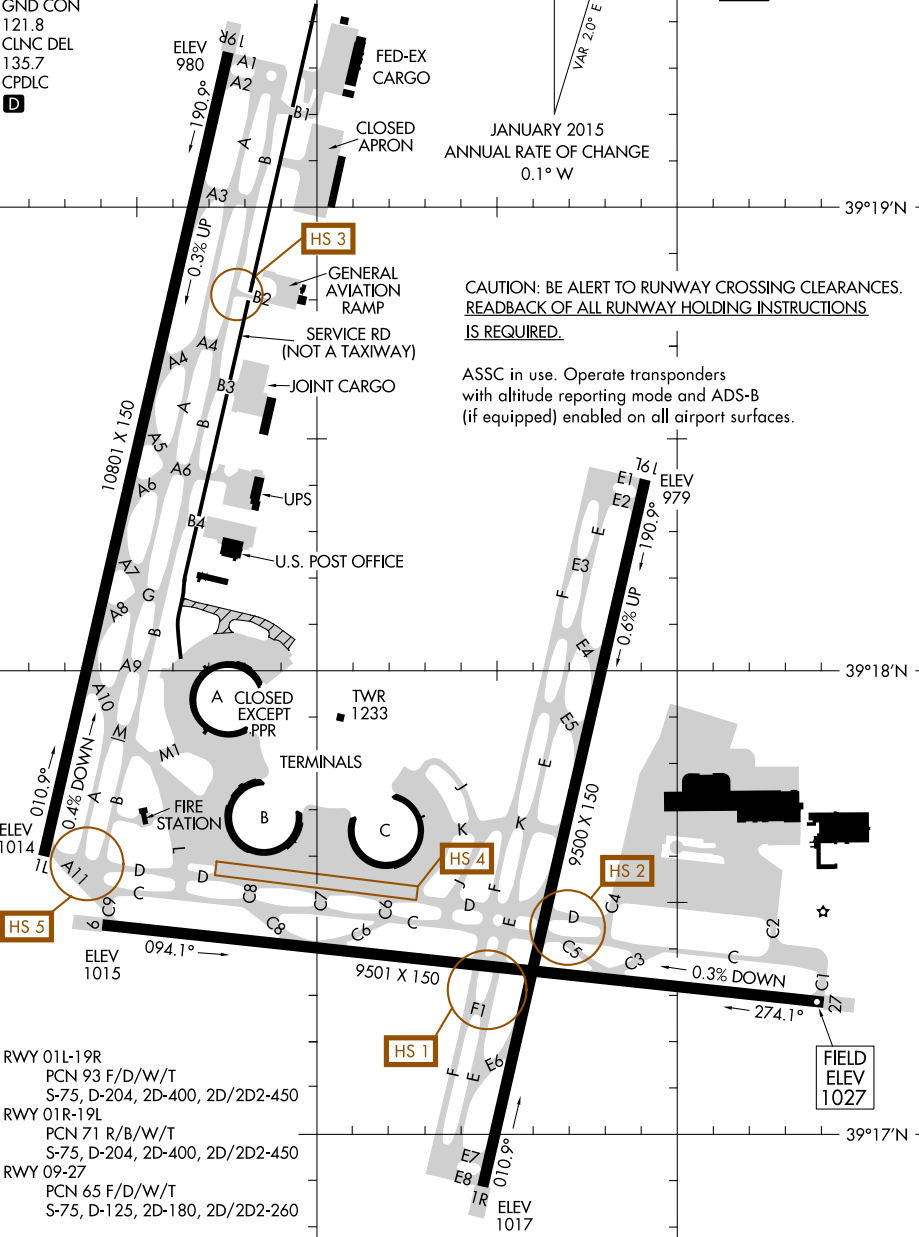 GND CON
121.8
CLNC DEL
135.7
CPDLC
D
19R
ELEV
980
A1
A2
FED-EX
CARGO
VAR 2.0° E
190.9°
B1
A
B
CLOSED
APRON
JANUARY 2015
ANNUAL RATE OF CHANGE
0.1° W
A3
39°19'N
0.3% UP
HS 3
GENERAL
AVIATION
RAMP
B2
CAUTION: BE ALERT TO RUNWAY CROSSING CLEARANCES.
READBACK OF ALL RUNWAY HOLDING INSTRUCTIONS
IS REQUIRED.
SERVICE RD
(NOT A TAXIWAY)
A4
A4
B3
JOINT CARGO
ASSC in use. Operate transponders
with altitude reporting mode and ADS-B
(if equipped) enabled on all airport surfaces.
10801 X 150
A
B
A5
A6
A6
UPS
B4
U.S. POST OFFICE
19L
ELEV
979
E1
E2
190.9°
E
E3
F
0.6% UP
E4
A7
G
A8
B
A9
39°18'N
A10
A
CLOSED
EXCEPT
PPR
TWR
1233
M
M1
TERMINALS
E5
E
010.9°
0.4% DOWN
A
B
FIRE
STATION
B
C
J
K
K
9500 X 150
ELEV
1014
1L
A11
L
D
D
C
HS 4
HS 2
C8
C7
C6
J
D
F
E
D
C4
C9
C8
C6
C
C5
C3
C
C2
HS 5
9
ELEV
1015
094.1°
9501 X 150
0.3% DOWN
C1
27
274.1°
F1
HS 1
E6
F
E
FIELD
ELEV
1027
RWY 01L-19R
PCN 93 F/D/W/T
S-75, D-204, 2D-400, 2D/2D2-450
RWY 01R-19L
PCN 71 R/B/W/T
S-75, D-204, 2D-400, 2D/2D2-450
RWY 09-27
PCN 65 F/D/W/T
S-75, D-125, 2D-180, 2D/2D2-260
010.9°
39°17'N
E7
E8
1R
ELEV
1017